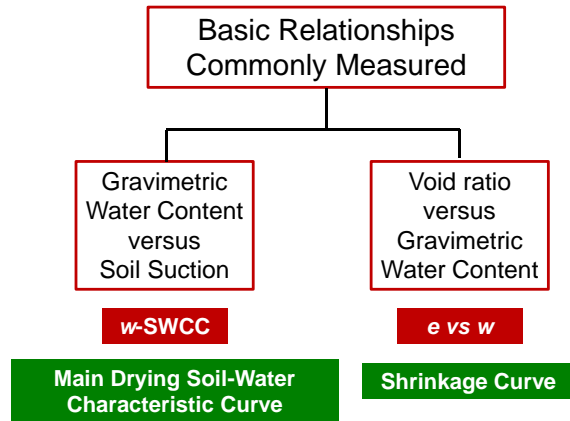 Basic Relationships
Commonly Measured
Gravimetric
Water Content
versus
Soil Suction
Void ratio
versus
Gravimetric
Water Content
w-SWCC
e vs w
Main Drying Soil-Water
Characteristic Curve
Shrinkage Curve